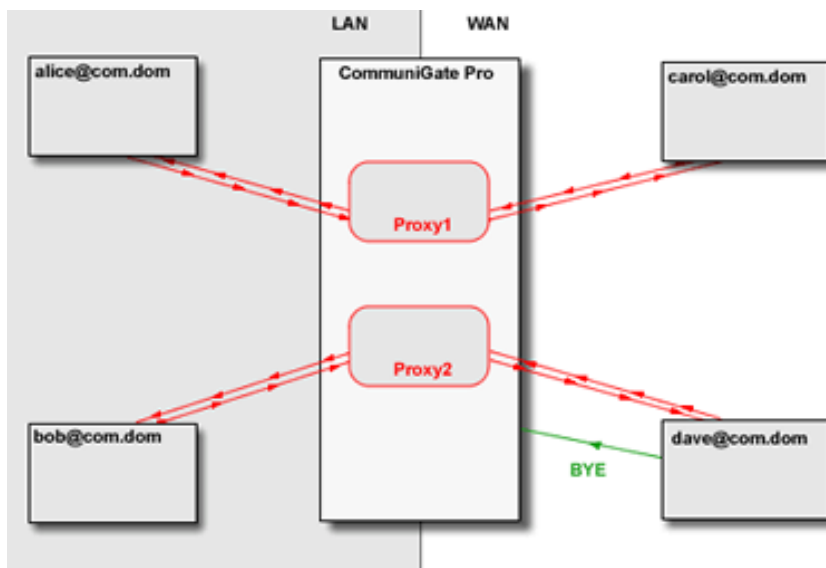 LAN WAN
alice@com.dom
CommuniGate Pro
carol@com.dom
Proxy1
Proxy2
bob@com.dom
dave@com.dom
BYE